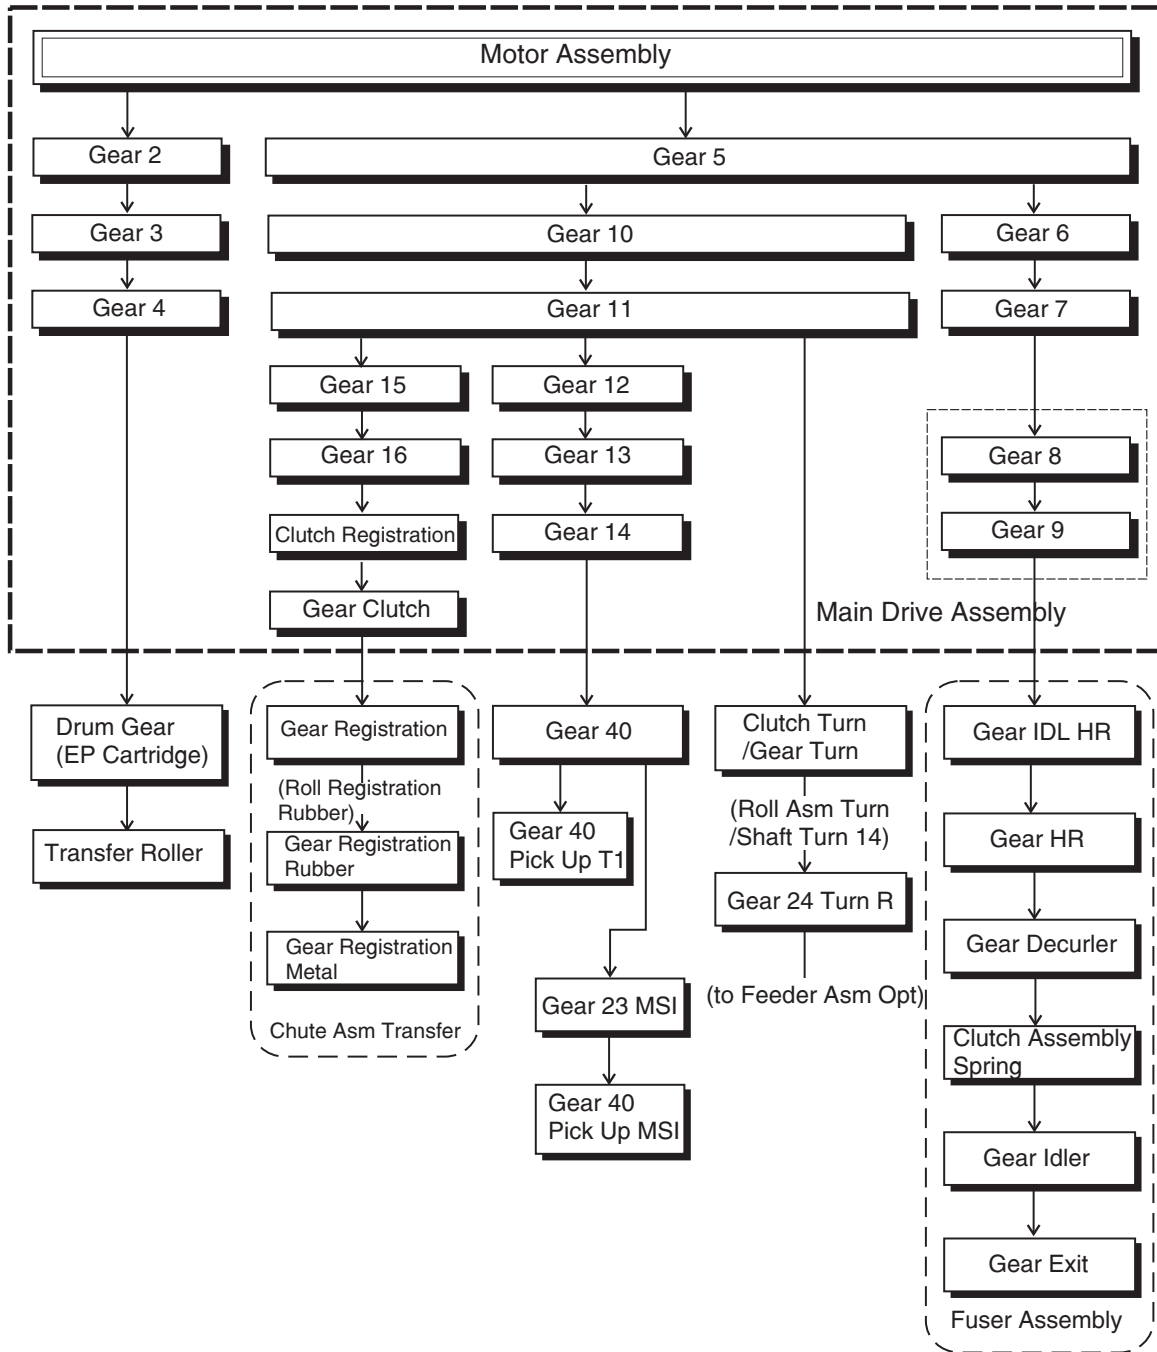 Motor Assembly
Gear 2
Gear 5
Gear 3
Gear 10
Gear 6
Gear 4
Gear 11
Gear 7
Gear 15
Gear 12
Gear 16
Gear 13
Gear 8
Clutch Registration
Gear 14
Gear 9
Gear Clutch
Main Drive Assembly
Drum Gear
(EP Cartridge)
Transfer Roller
Gear Registration
(Roll Registration
Rubber)
Gear Registration
Rubber
Gear Registration
Metal
Chute Asm Transfer
Gear 40
Gear 40
Pick Up T1
Gear 23 MSI
Gear 40
Pick Up MSI
Clutch Turn
/Gear Turn
(Roll Asm Turn
/Shaft Turn 14)
Gear 24 Turn R
(to Feeder Asm Opt)
Gear IDL HR
Gear HR
Gear Decurler
Clutch Assembly
Spring
Gear Idler
Gear Exit
Fuser Assembly